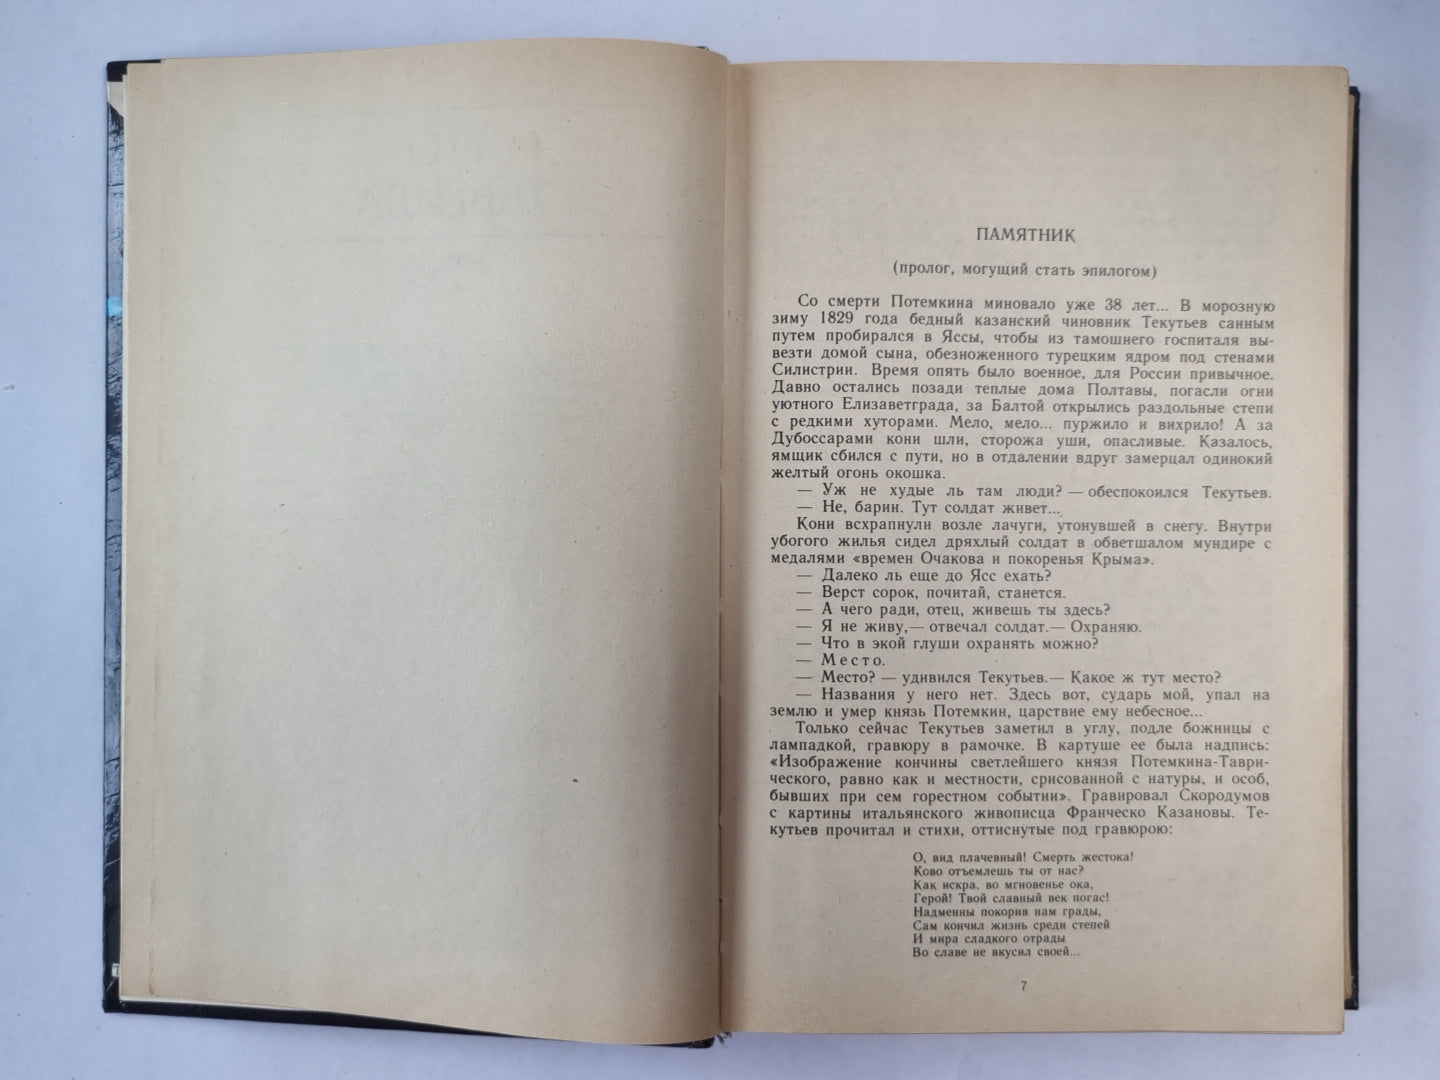 ПАМЯТНИК
(пролог, могущий стать эпилогом)
Со смерти Потемкина миновало уже 38 лет... В морозную
зиму 1829 года бедный казанский чиновник Текутьев санным
путем пробирался в Яссы, чтобы из тамошнего госпиталя вы-
везти домой сына, обезноженного турецким ядром под стенами
Силистрии. Время опять было военное, для России привычное.
Давно остались позади теплые дома Полтавы, погасли огни
уютного Елизаветграда, за Балтой открылись раздольные степи
с редкими хуторами. Мело, мело... пуржило и вихрило! А за
Дубоссарами кони шли, сторожа уши, опасливые. Казалось,
ямщик сбился с пути, но в отдалении вдруг замерцал одинокий
желтый огонь окошка.
— Уж не худые ль там люди? — обеспокоился Текутьев.
— Не, барин. Тут солдат живет...
Кони всхрапнули возле лачуги, утонувшей в снегу. Внутри
убогого жилья сидел дряхлый солдат в обветшалом мундире с
медалями «времен Очакова и покоренья Крыма».
— Далеко ль еще до Ясс ехать?
— Верст сорок, почитай, станется.
— А чего ради, отец, живешь ты здесь?
— Я не живу,— отвечал солдат.— Охраняю.
— Что в экой глуши охранять можно?
— Место.
— Место? — удивился Текутьев.— Какое ж тут место?
— Названия у него нет. Здесь вот, сударь мой, упал на
землю и умер князь Потемкин, царствие ему небесное...
Только сейчас Текутьев заметил в углу, подле божницы с
лампадкой, гравюру в рамочке. В картуше ее была надпись:
«Изображение кончины светлейшего князя Потемкина-Таври-
ческого, равно как и местности, срисованной с натуры, и особ,
бывших при сем горестном событии». Гравировал Скородумов
с картины итальянского живописца Франческо Казановы. Те-
кутьев прочитал и стихи, оттиснутые под гравюрою:
О, вид плачевный! Смерть жестока!
Ково отъемлешь ты от нас?
Как искра, во мгновенье ока,
Герой! Твой славный век погас!
Надменны покорив нам грады,
Сам кончил жизнь среди степей
И мира сладкого отрады
Во славе не вкусил своей...
7